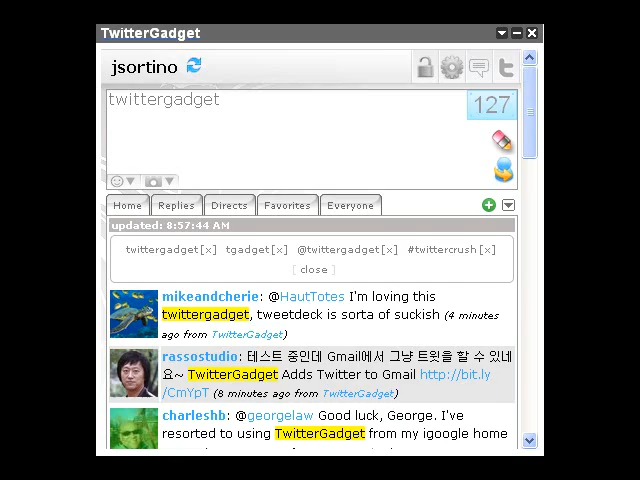 TwitterGadget
jsortino
twittergadget
127
Home Replies Directs Favorites Everyone
updated: 8:57:44 AM
twittergadget[x] tgadget[x] @twittergadget[x] #twittercrush[x]
[ close ]
mikeandcherie: @HautTotes I'm loving this
twittergadget, tweetdeck is sorta of suckish (4 minutes
ago from TwitterGadget)
rassostudio: 테스트 중인데 Gmail에서 그냥 트윗을 할 수 있네
요~ TwitterGadget Adds Twitter to Gmail http://bit.ly
/CmYpT (8 minutes ago from TwitterGadget)
charleshb: @georgelaw Good luck, George. I've
resorted to using TwitterGadget from my igoogle home